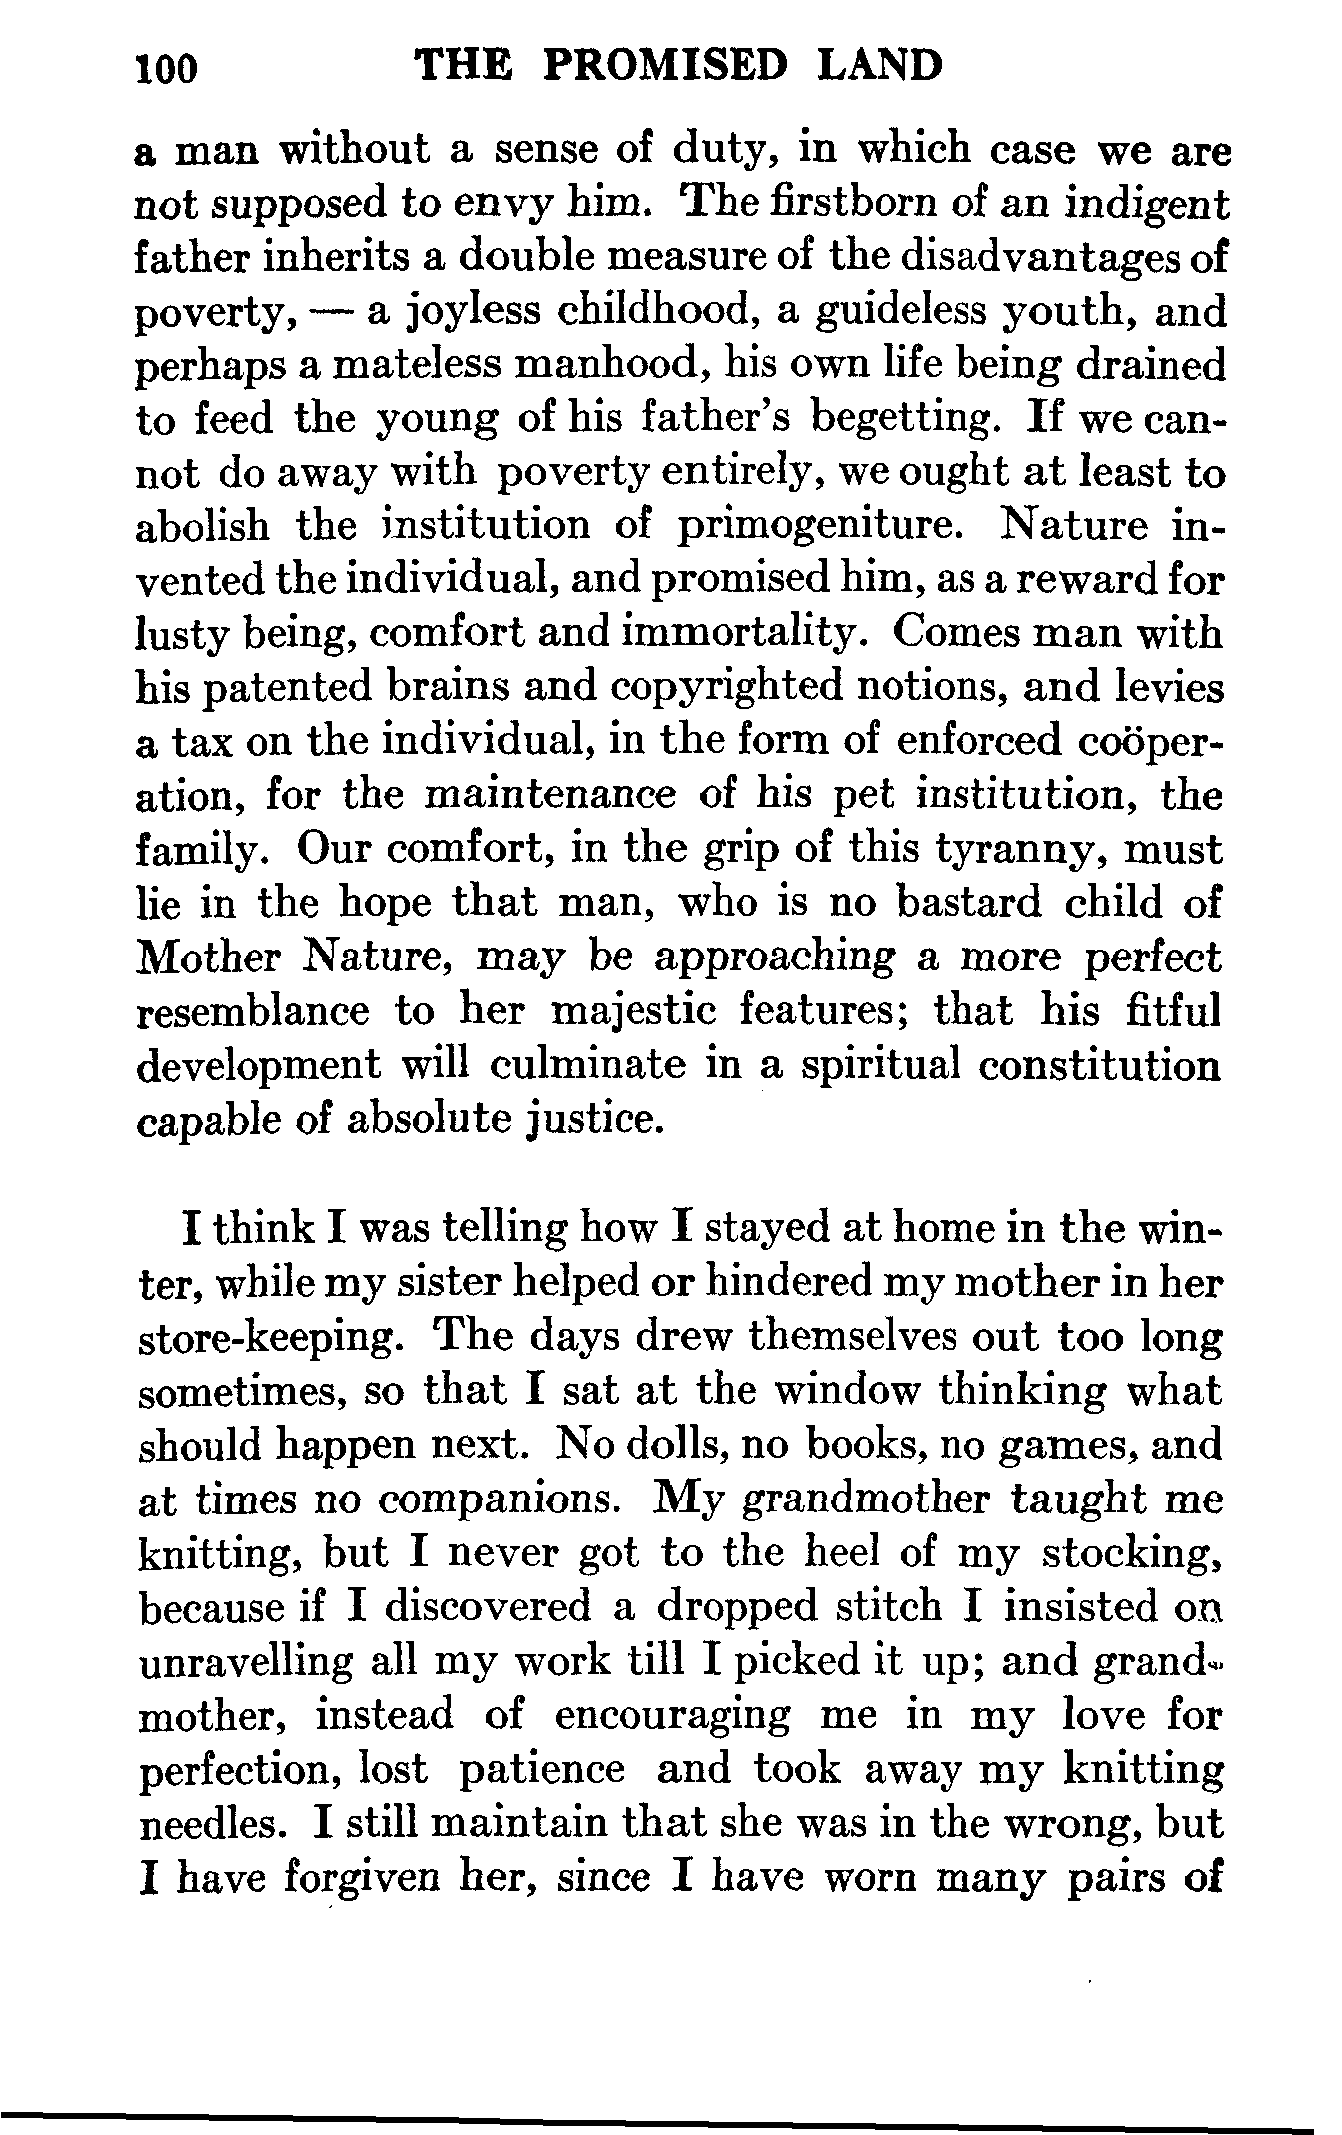 100 THE PROMISED LAND
a man without a sense of duty, in which case we are
not supposed to envy him. The firstborn of an indigent
father inherits a double measure of the disadvantages of
poverty, — a joyless childhood, a guideless youth, and
perhaps a mateless manhood, his own life being drained
to feed the young of his father's begetting. If we can-
not do away with poverty entirely, we ought at least to
abolish the institution of primogeniture. Nature in-
vented the individual, and promised him, as a reward for
lusty being, comfort and immortality. Comes man with
his patented brains and copyrighted notions, and levies
a tax on the individual, in the form of enforced coöper-
ation, for the maintenance of his pet institution, the
family. Our comfort, in the grip of this tyranny, must
lie in the hope that man, who is no bastard child of
Mother Nature, may be approaching a more perfect
resemblance to her majestic features; that his fitful
development will culminate in a spiritual constitution
capable of absolute justice.
I think I was telling how I stayed at home in the win-
ter, while my sister helped or hindered my mother in her
store-keeping. The days drew themselves out too long
sometimes, so that I sat at the window thinking what
should happen next. No dolls, no books, no games, and
at times no companions. My grandmother taught me
knitting, but I never got to the heel of my stocking,
because if I discovered a dropped stitch I insisted on
unravelling all my work till I picked it up; and grand-
mother, instead of encouraging me in my love for
perfection, lost patience and took away my knitting
needles. I still maintain that she was in the wrong, but
I have forgiven her, since I have worn many pairs of